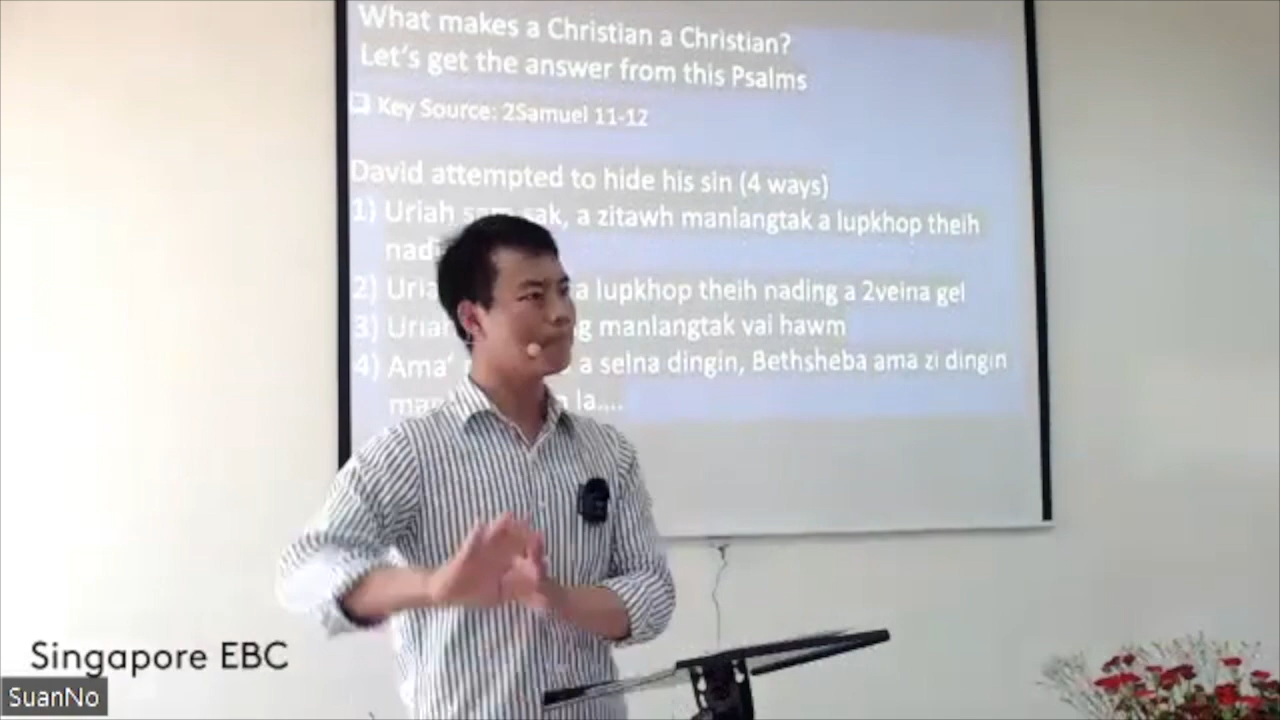 What makes a Christian a Christian?
Let's get the answer from this Psalms
Key Source: 2Samuel 11-12
David attempted to hide his sin (4 ways)
1) Uriah sak, a zitawh manlangtak a lupkhop theih
2) a lupkhop theih nading a 2veina gel
3) manlangtak vai hawm
4) Ama' a selna dingin, Bethsheba ama zi dingin
la....
Singapore EBC
SuanNo